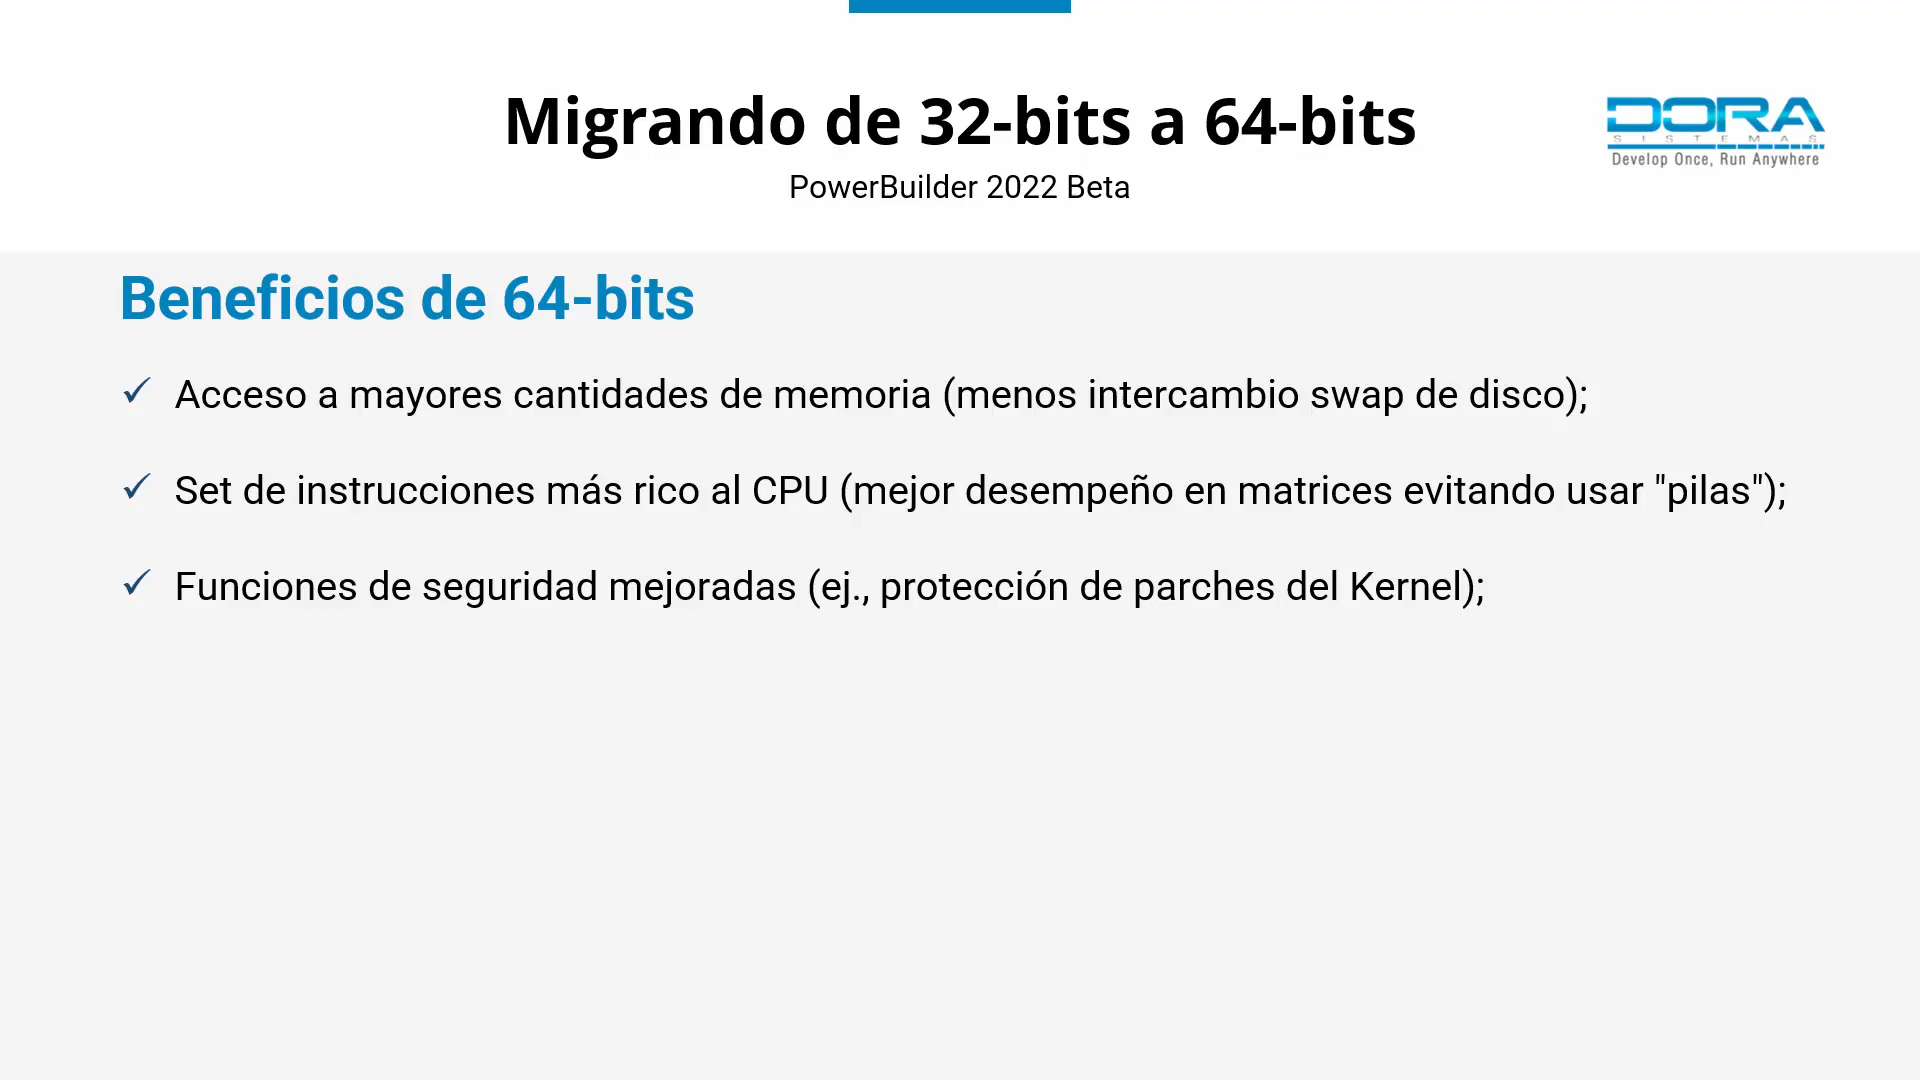 Migrando de 32-bits a 64-bits
PowerBuilder 2022 Beta
DORA
SISTEMAS
Develop Once, Run Anywhere
Beneficios de 64-bits
✓ Acceso a mayores cantidades de memoria (menos intercambio swap de disco);
✓ Set de instrucciones más rico al CPU (mejor desempeño en matrices evitando usar "pilas");
✓ Funciones de seguridad mejoradas (ej., protección de parches del Kernel);